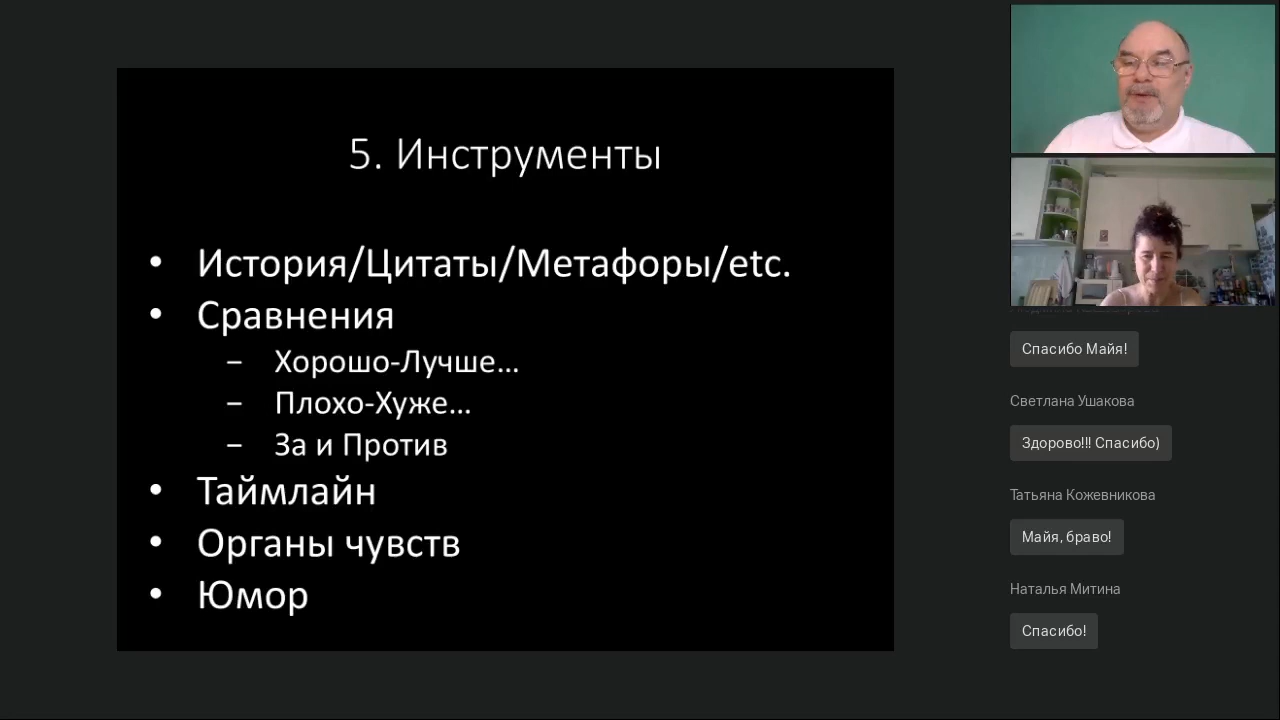 5. Инструменты
• История/Цитаты/Метафоры/etc.
• Сравнения
– Хорошо-Лучше...
– Плохо-Хуже...
– За и Против
• Таймлайн
• Органы чувств
• Юмор
Спасибо Майя!
Светлана Ушакова
Здорово!!! Спасибо)
Татьяна Кожевникова
Майя, браво!
Наталья Митина
Спасибо!